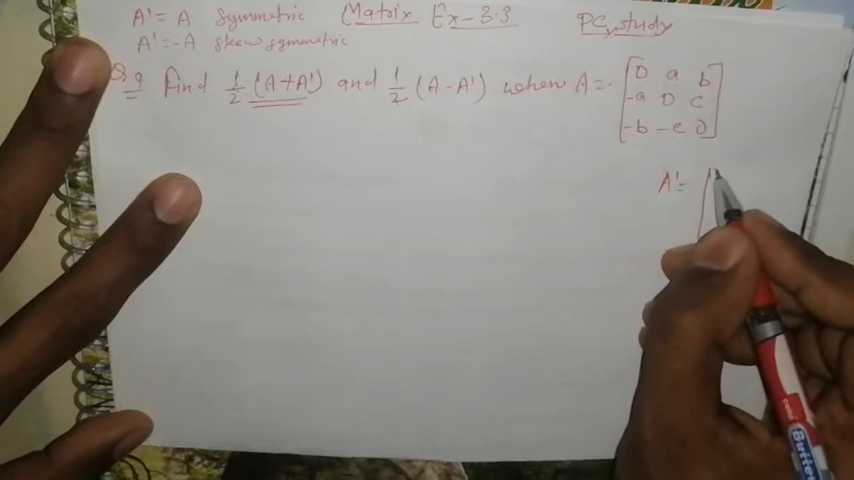 A' = A Symmetric Matrix Ex-3.3 PC study
A' = -A skew symmetric
Q.9 Find 1/2 (A+A') and 1/2 (A-A') when A = [0 a b
-a 0 c
-b -c 0]
A' =